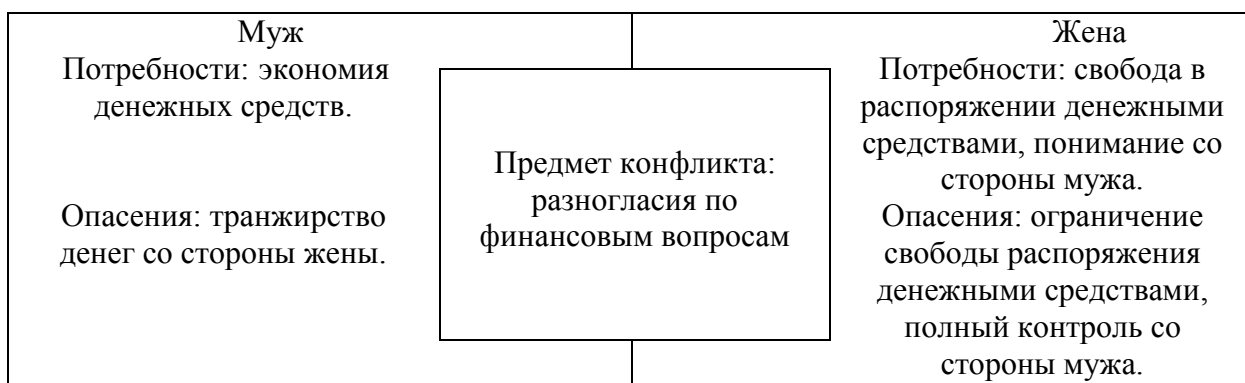 Муж
Потребности: экономия
денежных средств.
Опасения: транжирство
денег со стороны жены.
Предмет конфликта:
разногласия по
финансовым вопросам
Жена
Потребности: свобода в
распоряжении денежными
средствами, понимание со
стороны мужа.
Опасения: ограничение
свободы распоряжения
денежными средствами,
полный контроль со
стороны мужа.